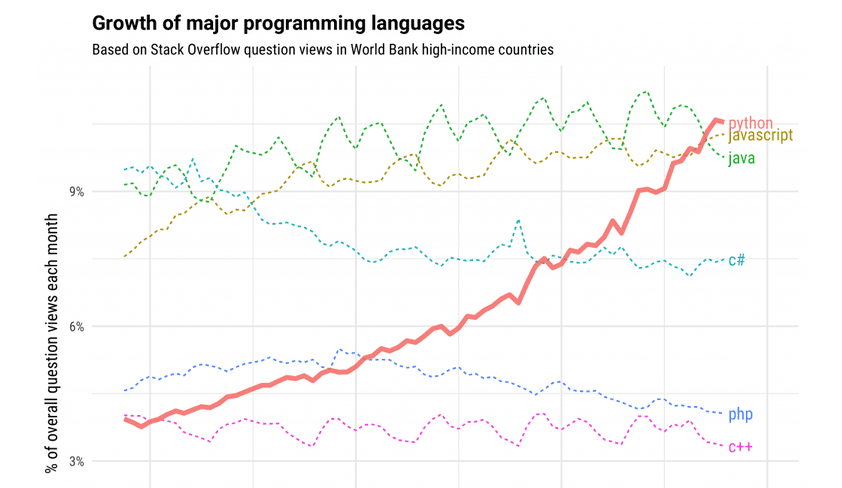 Growth of major programming languages
Based on Stack Overflow question views in World Bank high-income countries
% of overall question views each month
9%
6%
3%
python
javascript
java
c#
php
c++